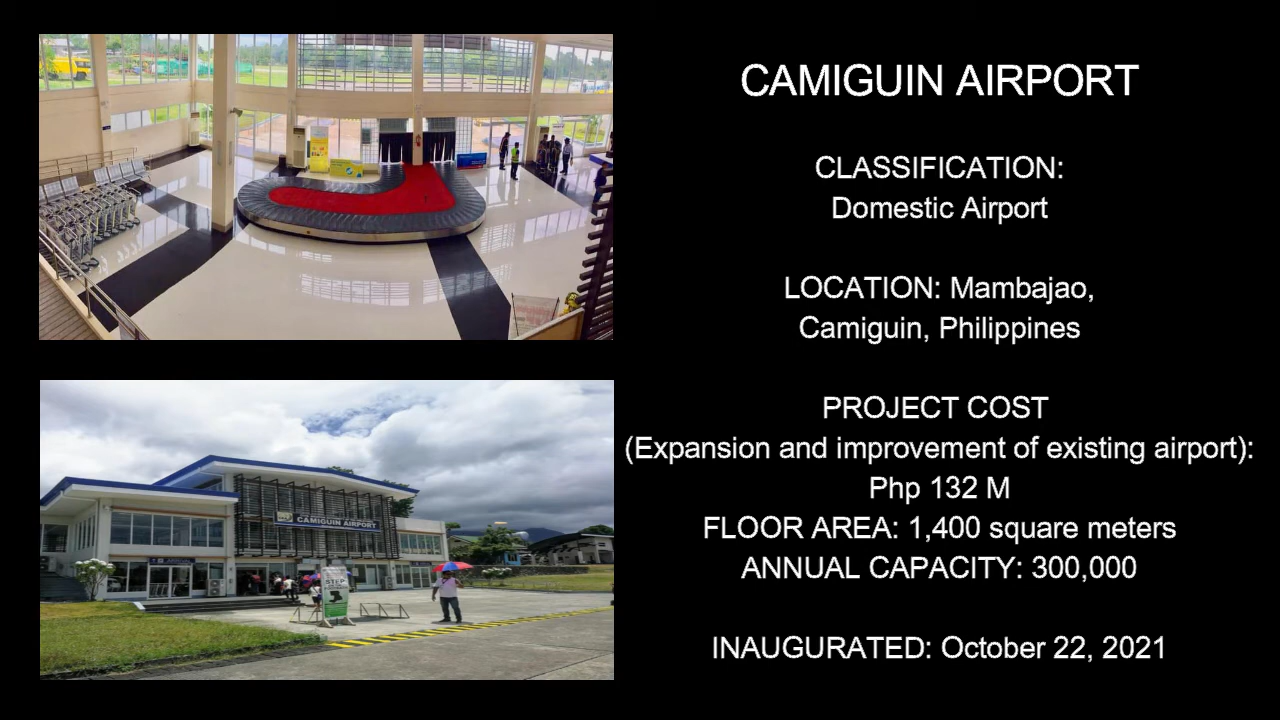 CAMIGUIN AIRPORT
CLASSIFICATION:
Domestic Airport
LOCATION: Mambajao,
Camiguin, Philippines
PROJECT COST
(Expansion and improvement of existing airport):
Php 132 M
FLOOR AREA: 1,400 square meters
ANNUAL CAPACITY: 300,000
INAUGURATED: October 22, 2021
CAMIGUIN AIRPORT
STEP